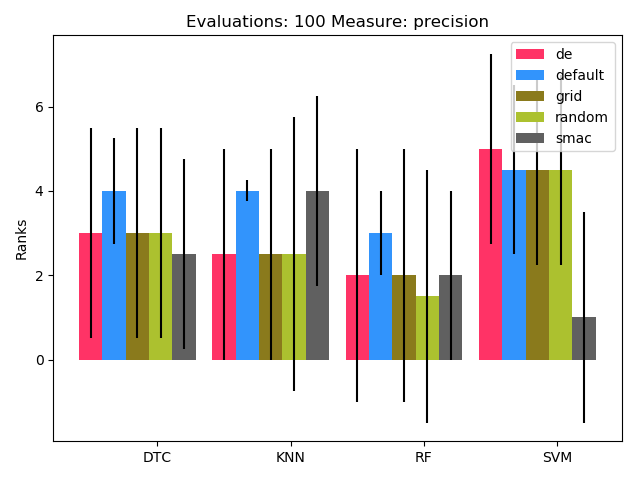 Evaluations: 100 Measure: precision
de
default
grid
random
smac
Ranks
6
4
2
0
DTC
KNN
RF
SVM